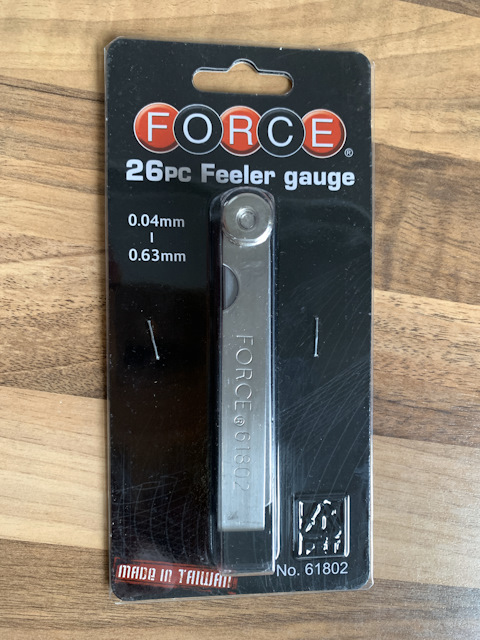 FORCE®
26PC Feeler gauge
0.04mm
-
0.63mm
FORCE® 61802
MADE IN TAIWAN
No. 61802